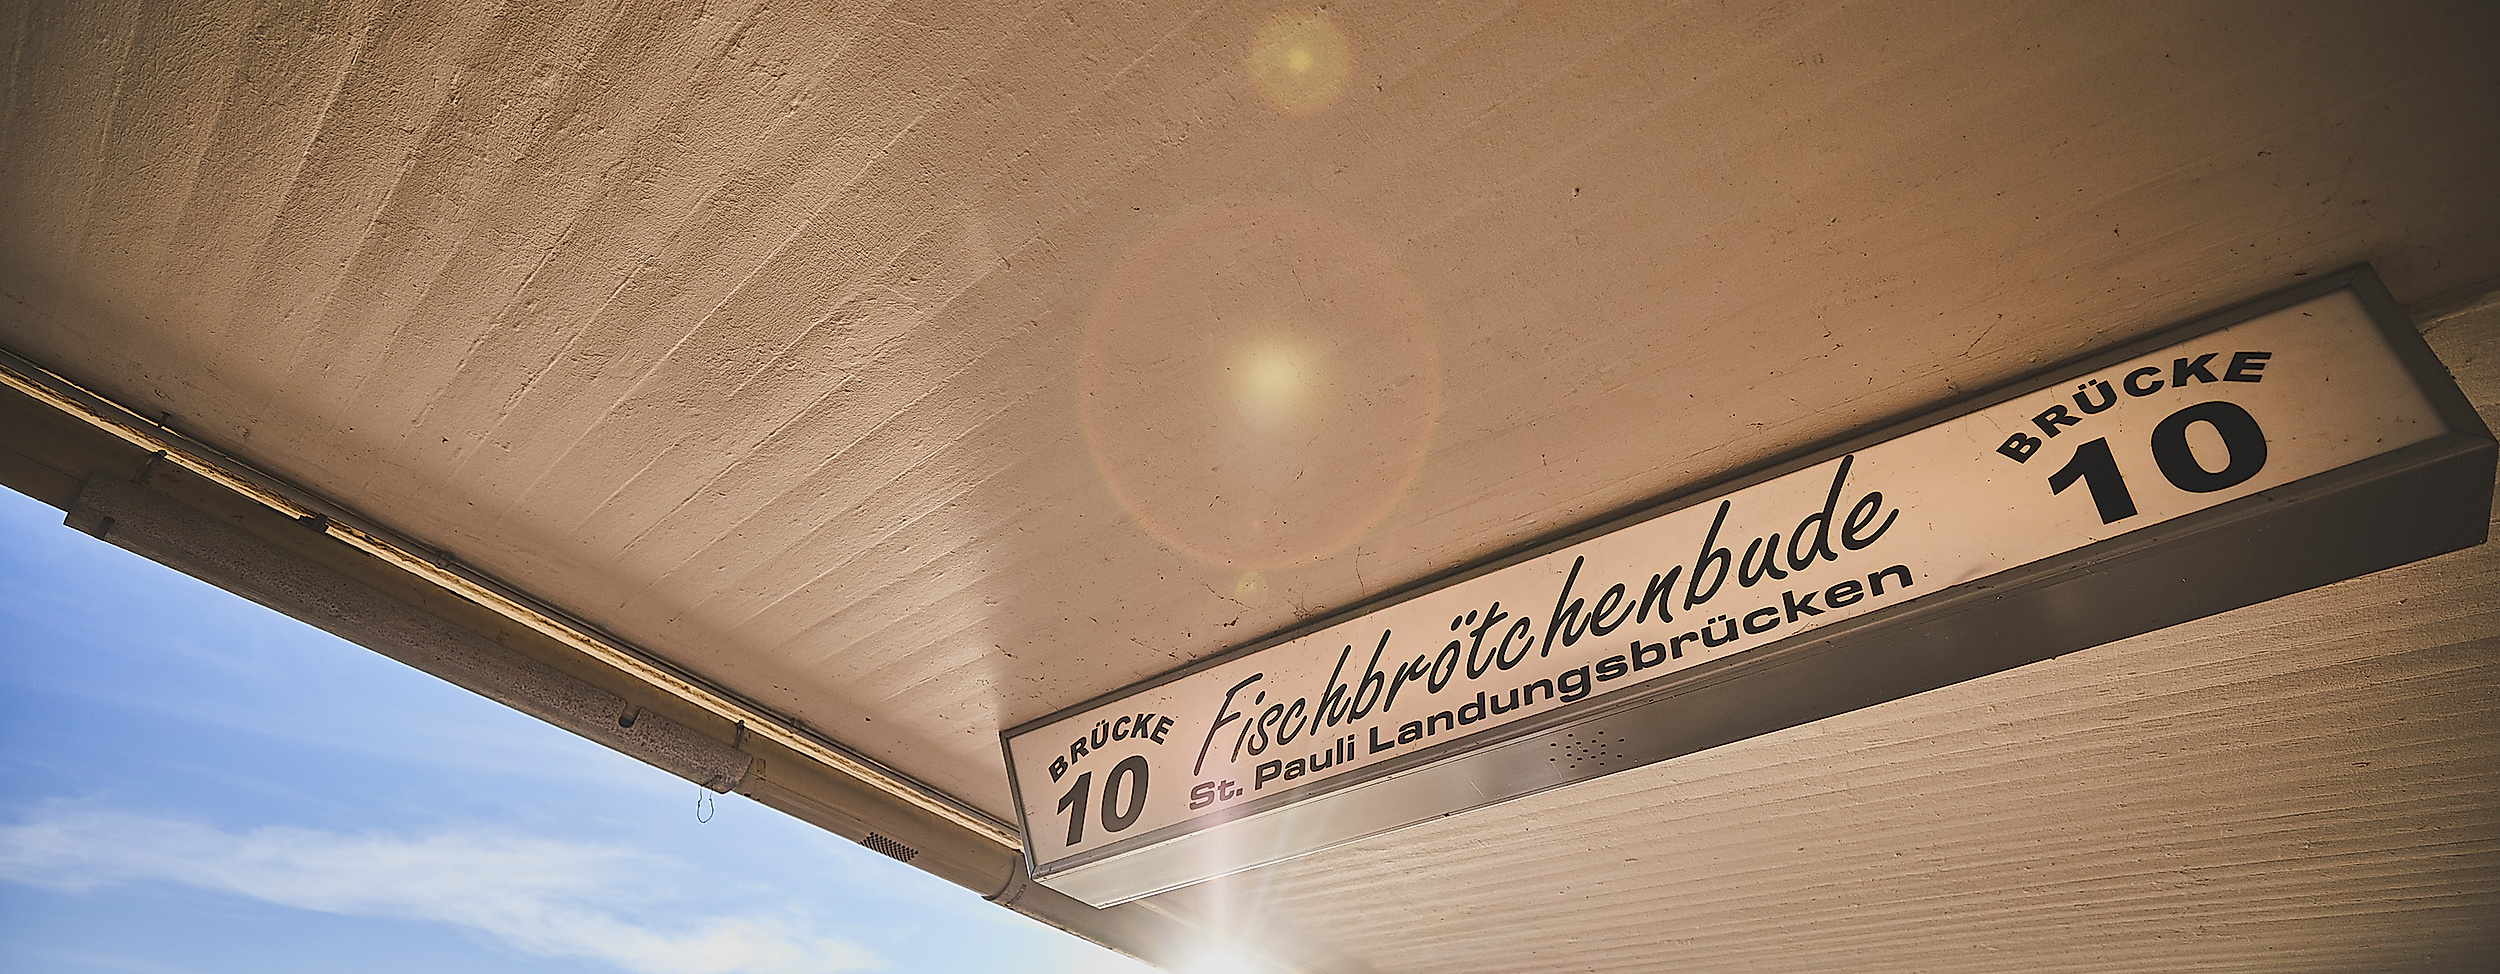 BRÜCKE
10
Fischbrötchenbude
St. Pauli Landungsbrücken
BRÜCKE
10